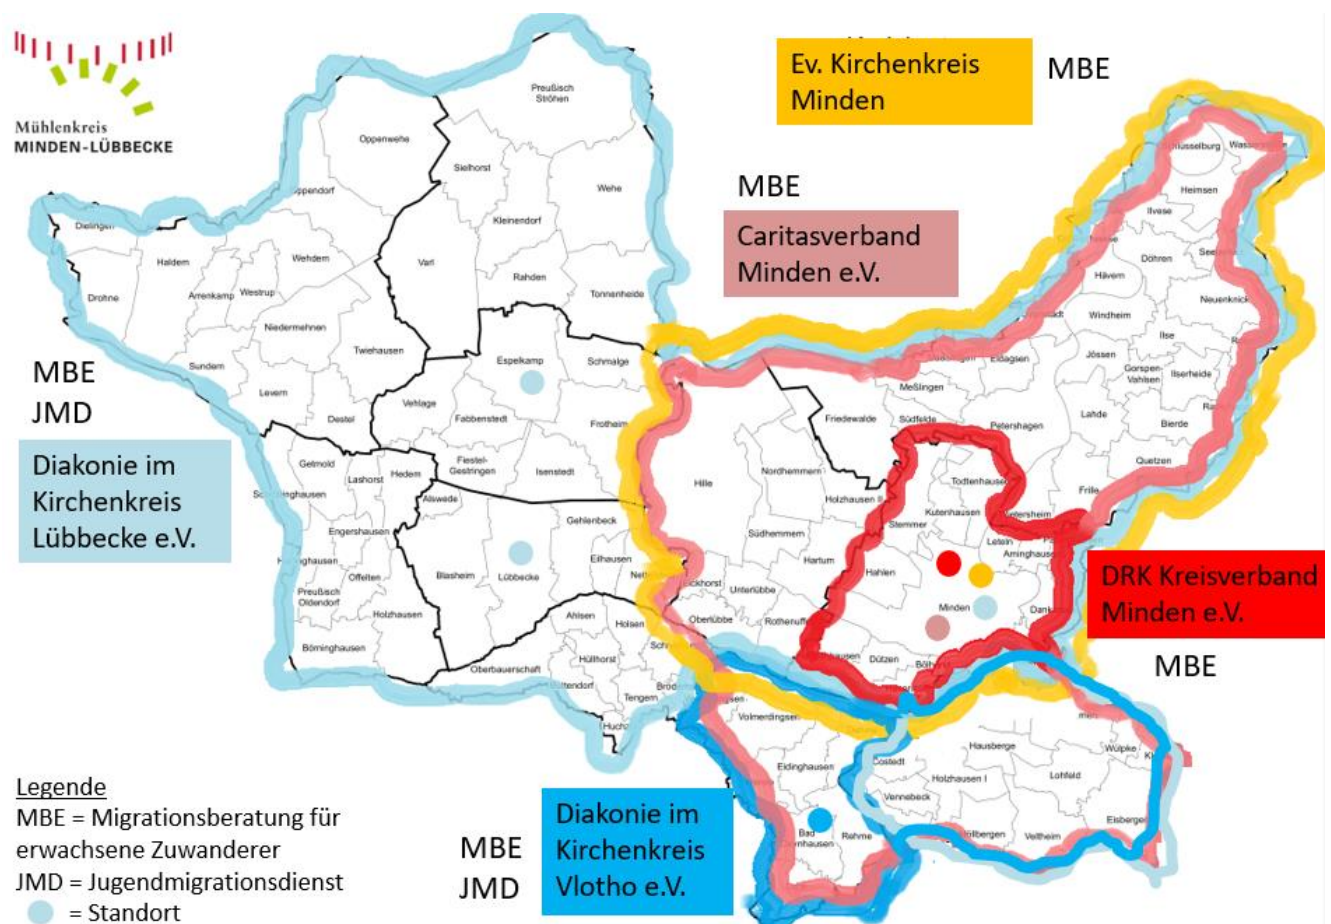 Mühlenkreis
MINDEN-LÜBBECKE
Ev. Kirchenkreis
Minden
MBE
MBE
Caritasverband
Minden e.V.
MBE
JMD
Diakonie im
Kirchenkreis
Lübbecke e.V.
DRK Kreisverband
Minden e.V.
MBE
Diakonie im
Kirchenkreis
Vlotho e.V.
MBE
JMD
Legende
MBE = Migrationsberatung für
erwachsene Zuwanderer
JMD = Jugendmigrationsdienst
= Standort
Preußisch
Ströhen
Oppenwehe
Sielhorst
Wehe
Kleinendorf
Dielingen
Haldem
Wehdem
Varl
Rahden
Drohne
Arrenkamp
Westrup
Tonnenheide
Niedermehnen
Twiehausen
Espelkamp
Schmalge
Sundern
Levern
Destel
Vehlage
Fabbenstedt
Frotheim
Getmold
Lashorst
Hedem
Fiestel-
Gestringen
Isenstedt
Alswede
Engershausen
Gehlenbeck
Eilhausen
Offelten
Blasheim
Lübbecke
Preußisch
Oldendorf
Holzhausen
Börninghausen
Ahlsen
Holsen
Oberbauerschaft
Hüllhorst
Tengern
Heimsen
Ilvese
Döhren
Hävern
Windheim
Neuenknick
Ilse
Jössen
Gorspen-
Vahlsen
Ilserheide
Eldagsen
Meßlingen
Friedewalde
Südfelde
Petershagen
Lahde
Bierde
Quetzen
Frille
Nordhemmern
Hille
Holzhausen II
Südhemmern
Hartum
Unterlübbe
Oberlübbe
Rothenuffeln
Todtenhausen
Kutenhausen
Stemmer
Leteln
Aminghausen
Hahlen
Minden
Dützen
Volmerdingsen
Eidinghausen
Bad
Rehme
Costedt
Hausberge
Holzhausen I
Lohfeld
Wülpke
Vennebeck
Veltheim
Eisbergen